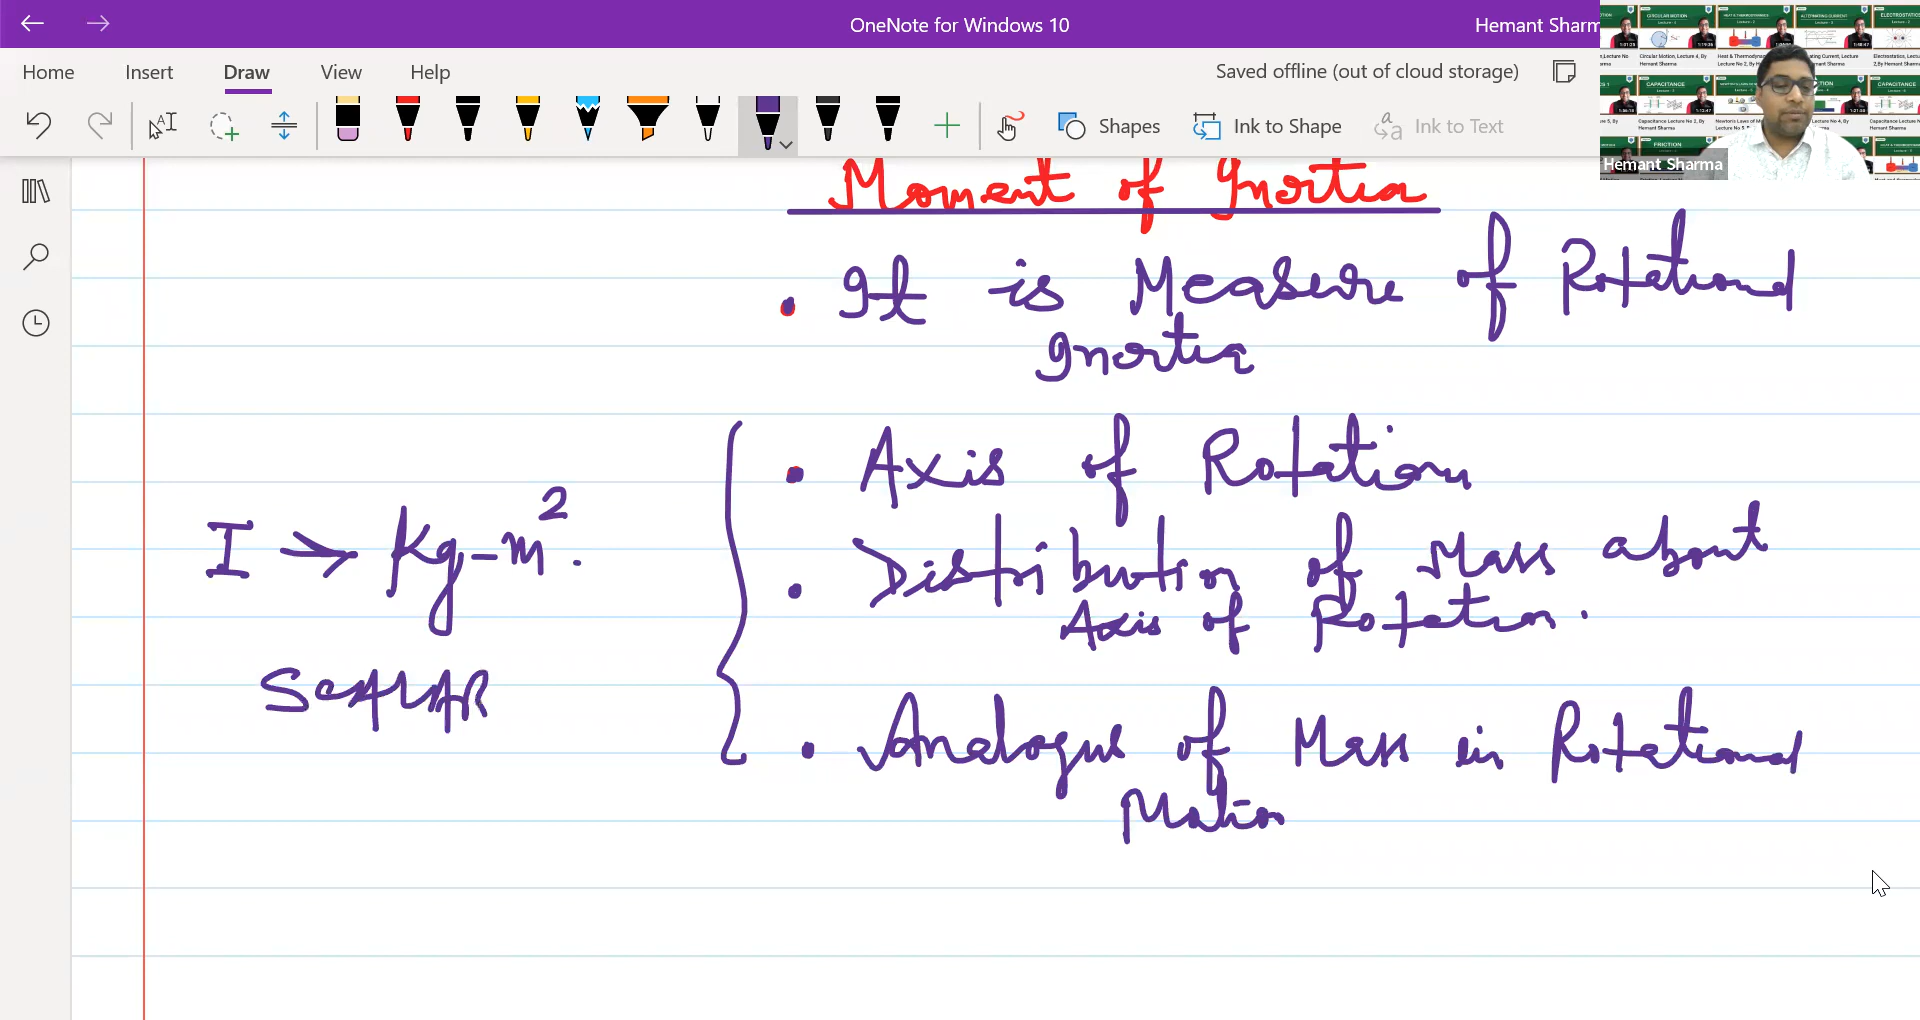 OneNote for Windows 10
Hemant Sharm
Home Insert Draw View Help
Saved offline (out of cloud storage)
Shapes Ink to Shape Ink to Text
Hemant Sharma
Moment of Inertia
• It is Measure of Rotational
Inertia
• Axis of Rotation
I → Kg-m².
• Distribution of Mass about
Axis of Rotation.
SCALAR
• Analogus of Mass in Rotational
Motion